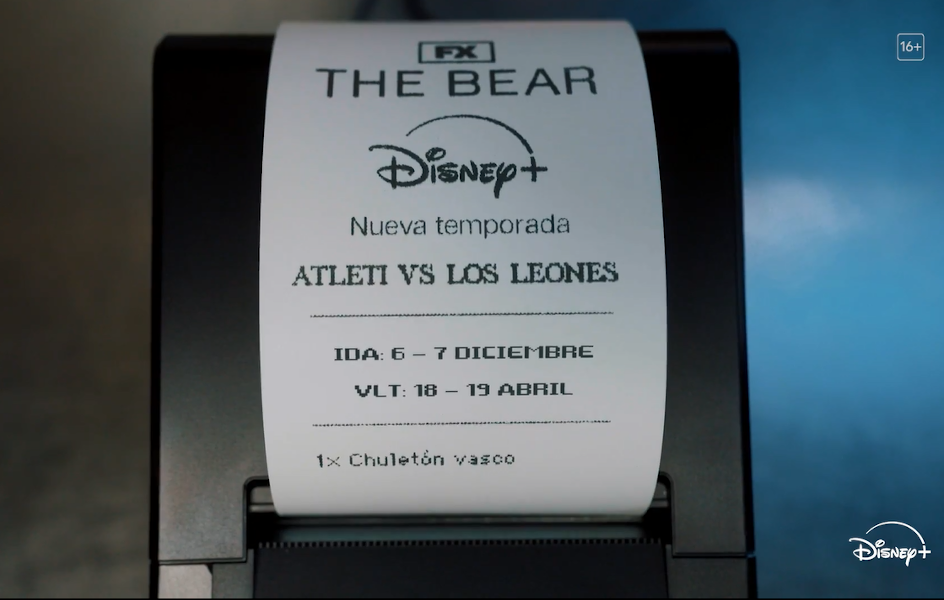 FX
16+
THE BEAR
Disney+
Nueva temporada
ATLETI VS LOS LEONES
IDA: 6 – 7 DICIEMBRE
VLT: 18 – 19 ABRIL
1x Chuletón vasco
Disney+